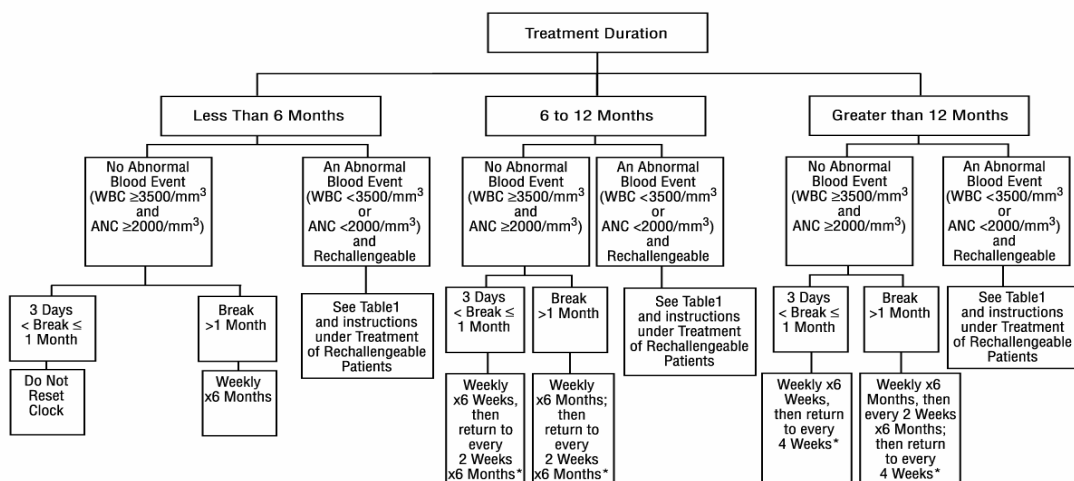 Treatment Duration
Less Than 6 Months
6 to 12 Months
Greater than 12 Months
No Abnormal
Blood Event
(WBC ≥3500/mm³
and
ANC ≥2000/mm³)
An Abnormal
Blood Event
(WBC <3500/mm³
or
ANC <2000/mm³)
and
Rechallengeable
No Abnormal
Blood Event
(WBC ≥3500/mm³
and
ANC ≥2000/mm³)
An Abnormal
Blood Event
(WBC <3500/mm³
or
ANC <2000/mm³)
and
Rechallengeable
No Abnormal
Blood Event
(WBC ≥3500/mm³
and
ANC ≥2000/mm³)
An Abnormal
Blood Event
(WBC <3500/mm³
or
ANC <2000/mm³)
and
Rechallengeable
3 Days
< Break ≤
1 Month
Break
>1 Month
See Table1
and instructions
under Treatment
of Rechallengeable
Patients
3 Days
< Break ≤
1 Month
Break
>1 Month
See Table1
and instructions
under Treatment
of Rechallengeable
Patients
3 Days
< Break ≤
1 Month
Break
>1 Month
See Table1
and instructions
under Treatment
of Rechallengeable
Patients
Do Not
Reset
Clock
Weekly
x6 Months
Weekly
x6 Weeks,
then
return to
every
2 Weeks
x6 Months*
Weekly
x6 Months;
then
return to
every
2 Weeks
x6 Months*
Weekly x6
Weeks,
then return
to every
4 Weeks*
Weekly x6
Months, then
every 2 Weeks
x6 Months;
then return
to every
4 Weeks*